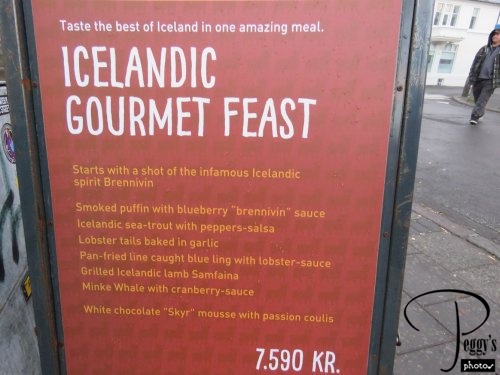 Taste the best of Iceland in one amazing meal.
ICELANDIC
GOURMET FEAST
Starts with a shot of the infamous Icelandic
spirit Brennivin
Smoked puffin with blueberry "brennivin" sauce
Icelandic sea-trout with peppers-salsa
Lobster tails baked in garlic
Pan-fried line caught blue ling with lobster-sauce
Grilled Icelandic lamb Samfaina
Minke Whale with cranberry-sauce
White chocolate "Skyr" mousse with passion coulis
7.590 KR.
Peggy's
photos